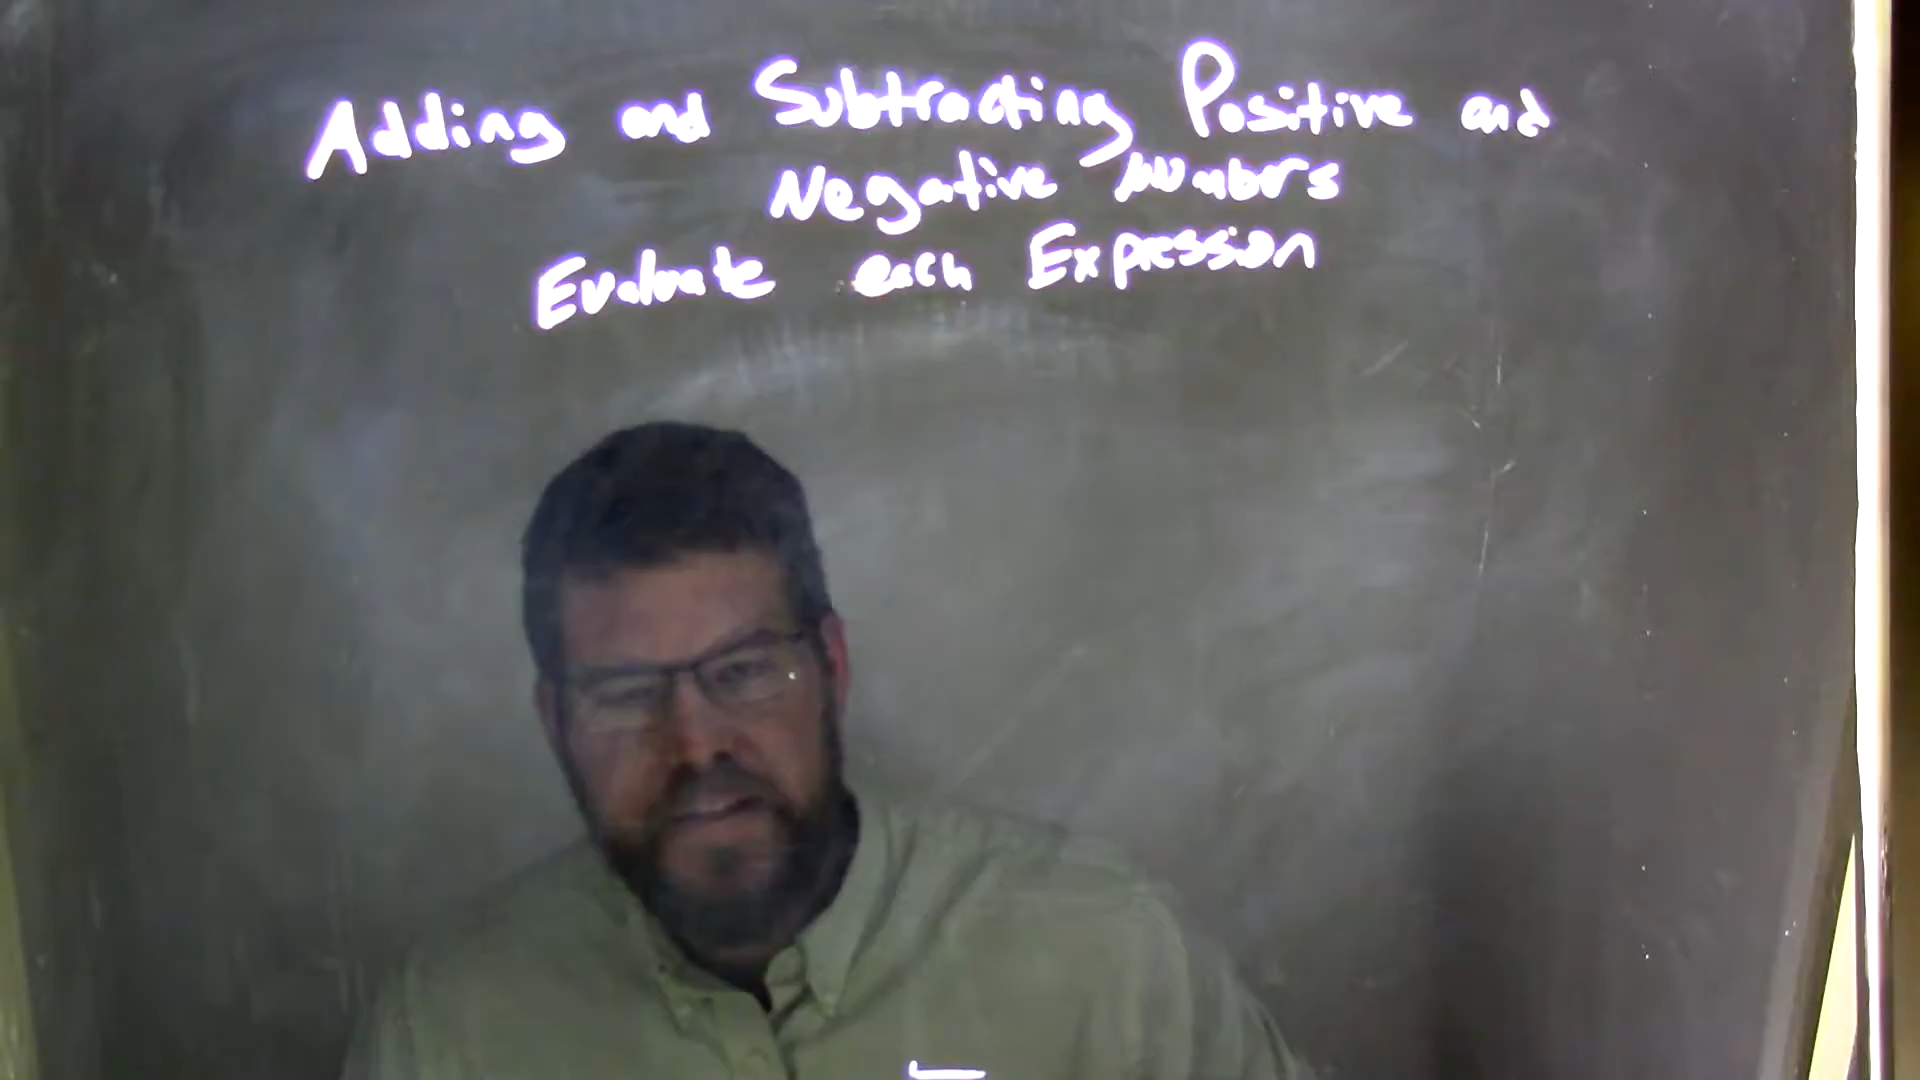 Adding and Subtracting Positive and
Negative Numbers
Evaluate each Expression